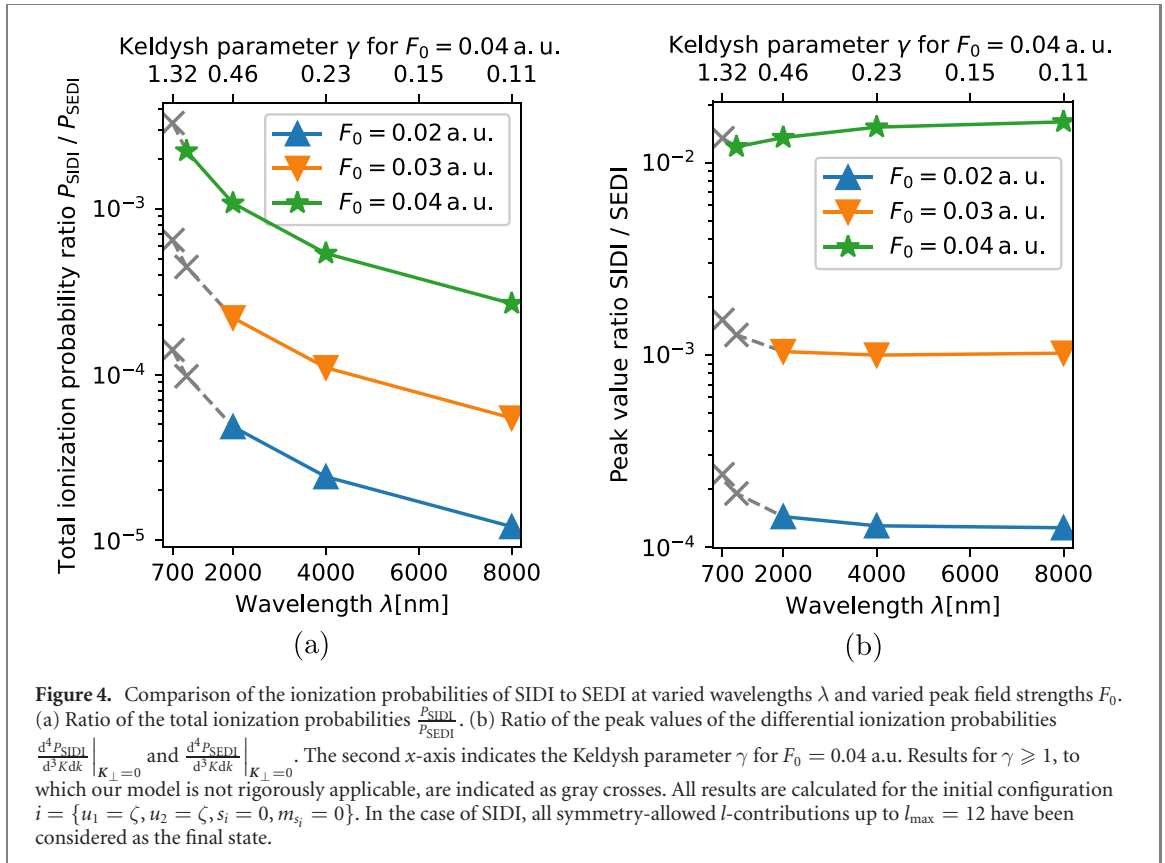 Keldysh parameter γ for F₀ = 0.04 a. u.
1.32 0.46 0.23 0.15 0.11
Total ionization probability ratio P_SIDI / P_SEDI
10⁻³
10⁻⁴
10⁻⁵
F₀ = 0.02 a. u.
F₀ = 0.03 a. u.
F₀ = 0.04 a. u.
700 2000 4000 6000 8000
Wavelength λ[nm]
(a)
Keldysh parameter γ for F₀ = 0.04 a. u.
1.32 0.46 0.23 0.15 0.11
Peak value ratio SIDI / SEDI
10⁻²
10⁻³
10⁻⁴
F₀ = 0.02 a. u.
F₀ = 0.03 a. u.
F₀ = 0.04 a. u.
700 2000 4000 6000 8000
Wavelength λ[nm]
(b)
Figure 4. Comparison of the ionization probabilities of SIDI to SEDI at varied wavelengths λ and varied peak field strengths F₀.
(a) Ratio of the total ionization probabilities P_SIDI/P_SEDI. (b) Ratio of the peak values of the differential ionization probabilities
d⁴P_SIDI/d³Kdk|_K⊥=0 and d⁴P_SEDI/d³Kdk|_K⊥=0. The second x-axis indicates the Keldysh parameter γ for F₀ = 0.04 a.u. Results for γ ⩾ 1, to
which our model is not rigorously applicable, are indicated as gray crosses. All results are calculated for the initial configuration
i = {u₁ = ζ, u₂ = ζ, sᵢ = 0, m_sᵢ = 0}. In the case of SIDI, all symmetry-allowed l-contributions up to l_max = 12 have been
considered as the final state.